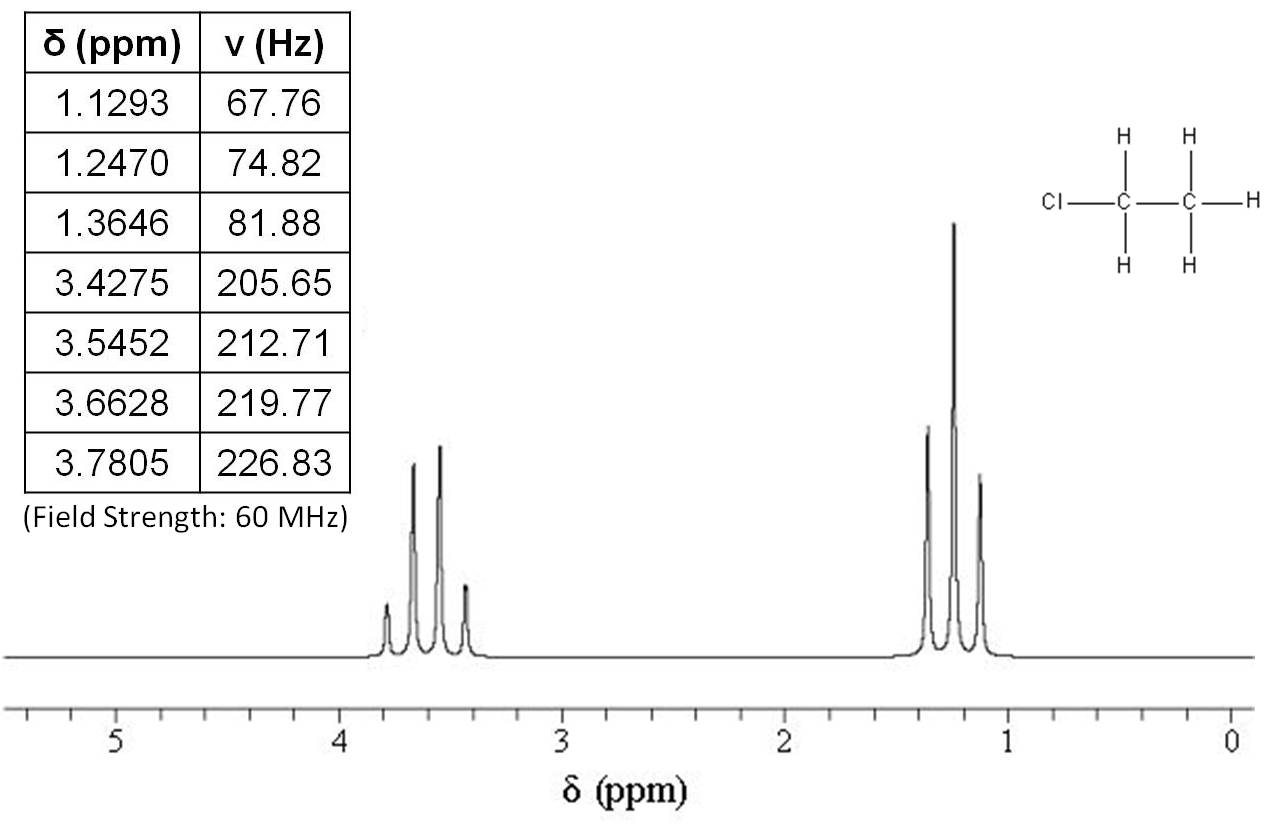 δ (ppm) ν (Hz)
1.1293 67.76
1.2470 74.82
1.3646 81.88
3.4275 205.65
3.5452 212.71
3.6628 219.77
3.7805 226.83
(Field Strength: 60 MHz)
H H
Cl C C H
H H
5 4 3 2 1 0
δ (ppm)